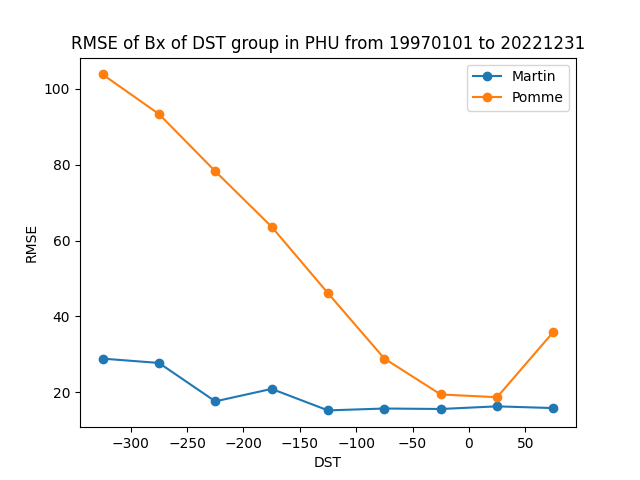 RMSE of Bx of DST group in PHU from 19970101 to 20221231
Martin
Pomme
RMSE
100
80
60
40
20
−300
−250
−200
−150
−100
−50
0
50
DST